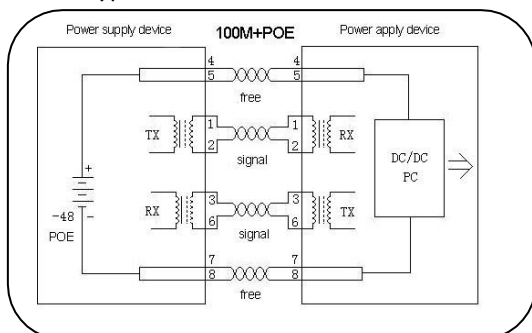 Power supply device 100M+POE Power apply device
4 4
5 5
free
TX 1 1 RX
2 2
signal
DC/DC
PC
+
-48 -
POE
RX 3 3 TX
6 6
signal
7 7
8 8
free